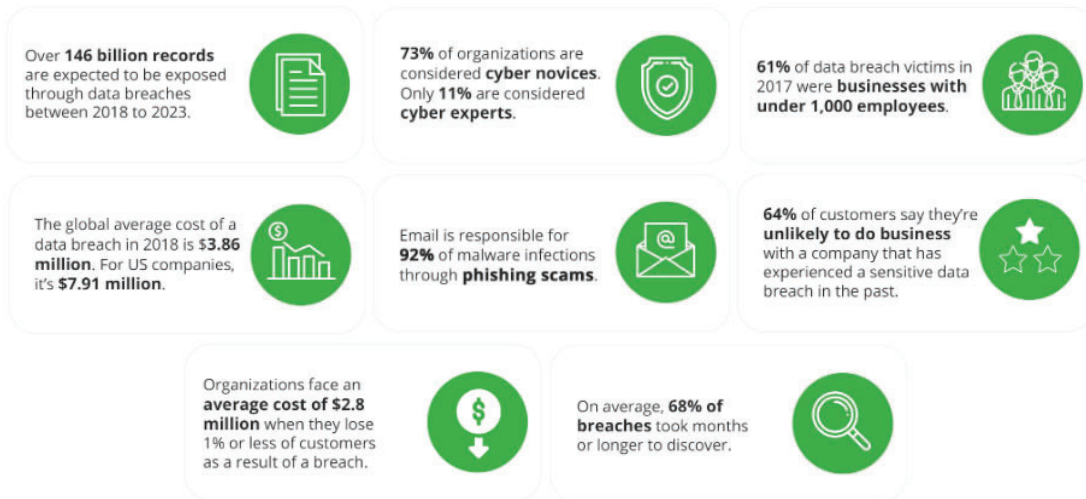 Over 146 billion records
are expected to be exposed
through data breaches
between 2018 to 2023.
73% of organizations are
considered cyber novices.
Only 11% are considered
cyber experts.
61% of data breach victims in
2017 were businesses with
under 1,000 employees.
The global average cost of a
data breach in 2018 is $3.86
million. For US companies,
it's $7.91 million.
$
Email is responsible for
92% of malware infections
through phishing scams.
@
64% of customers say they're
unlikely to do business
with a company that has
experienced a sensitive data
breach in the past.
Organizations face an
average cost of $2.8
million when they lose
1% or less of customers
as a result of a breach.
$
On average, 68% of
breaches took months
or longer to discover.